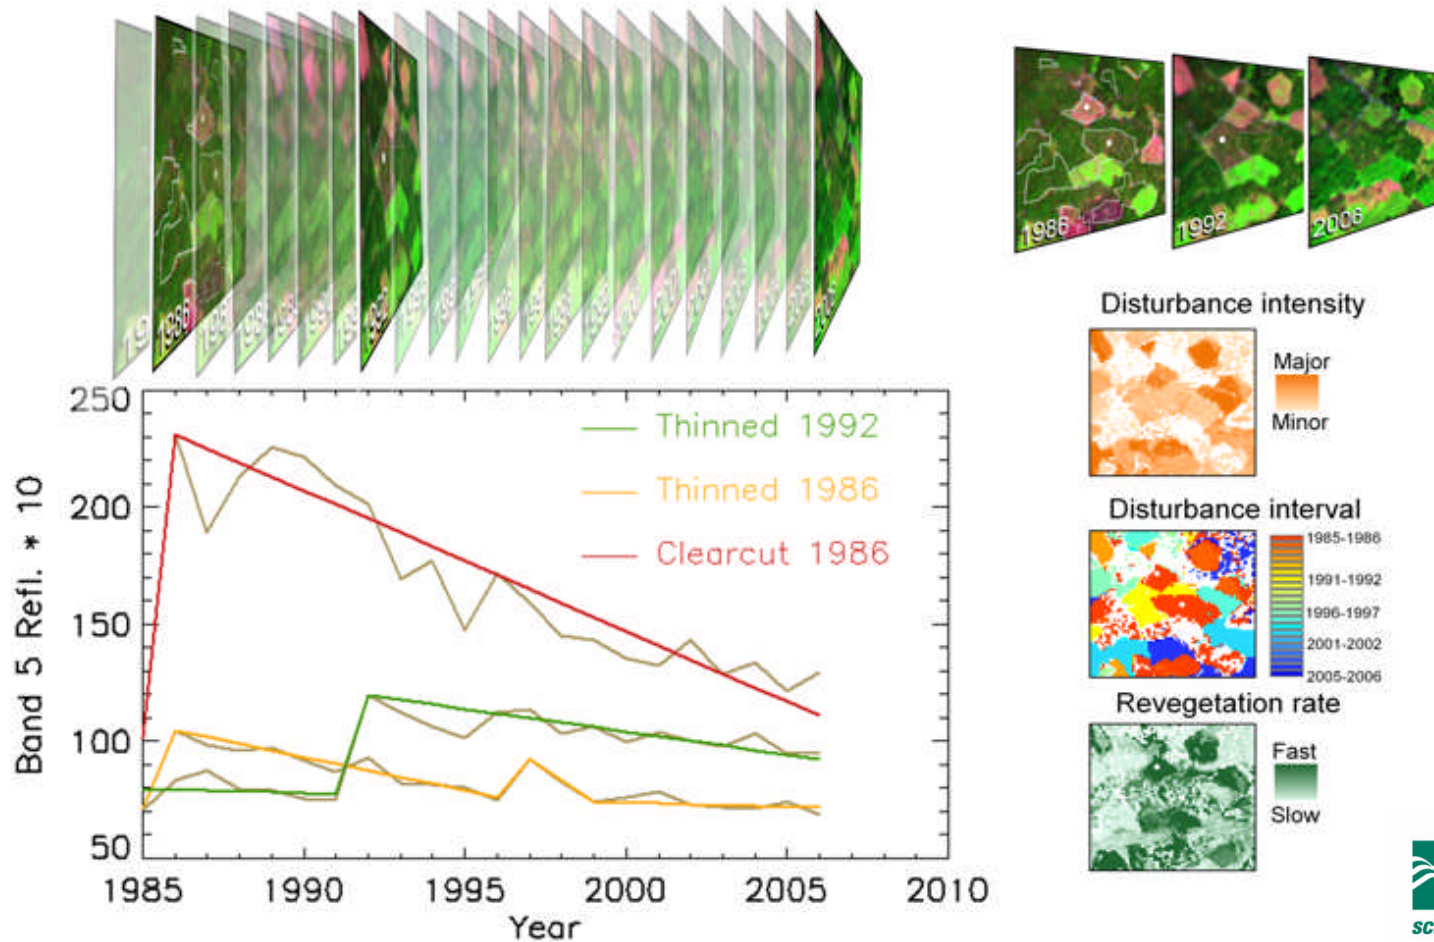 1986
1992
1986
1992
2006
Disturbance intensity
Major
Minor
Disturbance interval
1985-1986
1991-1992
1996-1997
2001-2002
2005-2006
Revegetation rate
Fast
Slow
250
200
150
100
50
Band 5 Refl. * 10
Thinned 1992
Thinned 1986
Clearcut 1986
1985 1990 1995 2000 2005 2010
Year